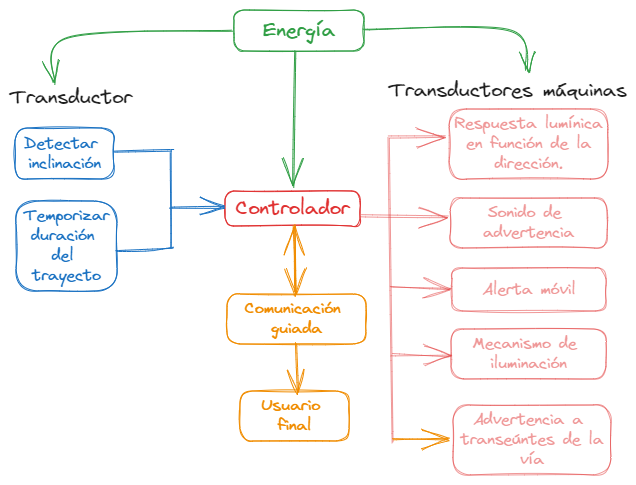 Energía
Transductor
Transductores máquinas
Detectar
inclinación
Temporizar
duración
del
trayecto
Controlador
Comunicación
guiada
Usuario
final
Respuesta lumínica
en función de la
dirección.
Sonido de
advertencia
Alerta móvil
Mecanismo de
iluminación
Advertencia a
transeúntes de la
vía